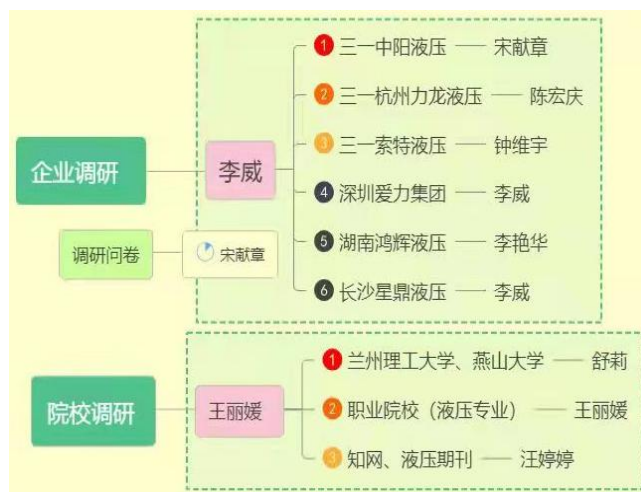 企业调研
李威
1 三一中阳液压 宋献章
2 三一杭州力龙液压 陈宏庆
3 三一索特液压 钟维宇
4 深圳爱力集团 李威
5 湖南鸿辉液压 李艳华
6 长沙星鼎液压 李威
调研问卷
宋献章
院校调研
王丽媛
1 兰州理工大学、燕山大学 舒莉
2 职业院校（液压专业） 王丽媛
3 知网、液压期刊 汪婷婷